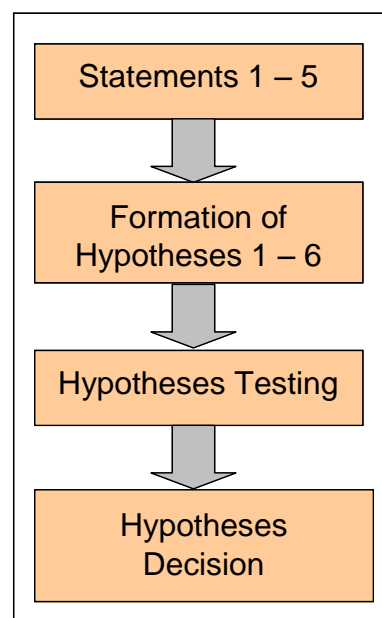 Statements 1 – 5
Formation of
Hypotheses 1 – 6
Hypotheses Testing
Hypotheses
Decision